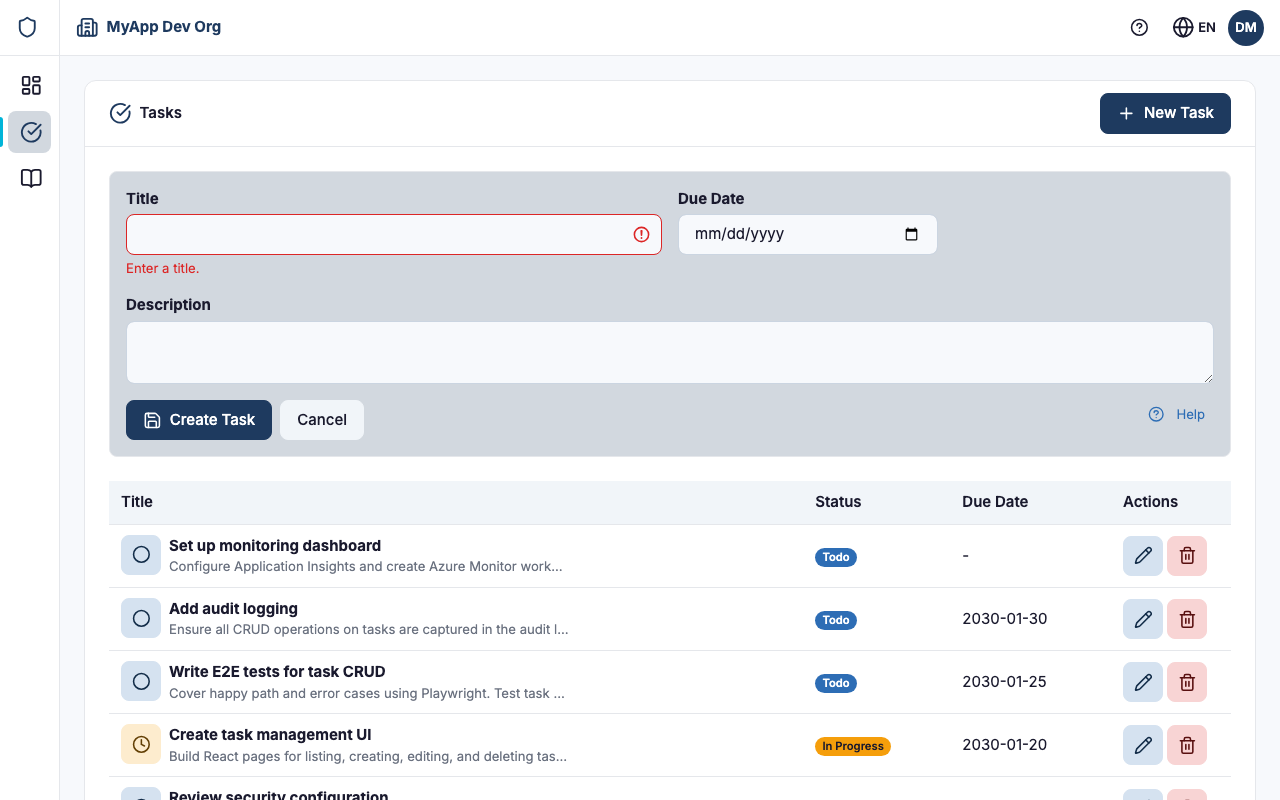 MyApp Dev Org
EN
DM
Tasks
New Task
Title
Due Date
mm/dd/yyyy
Enter a title.
Description
Create Task
Cancel
Help
Title Status Due Date Actions
Set up monitoring dashboard
Configure Application Insights and create Azure Monitor work...
Todo
-
Add audit logging
Ensure all CRUD operations on tasks are captured in the audit l...
Todo
2030-01-30
Write E2E tests for task CRUD
Cover happy path and error cases using Playwright. Test task ...
Todo
2030-01-25
Create task management UI
Build React pages for listing, creating, editing, and deleting tas...
In Progress
2030-01-20
Review security configuration